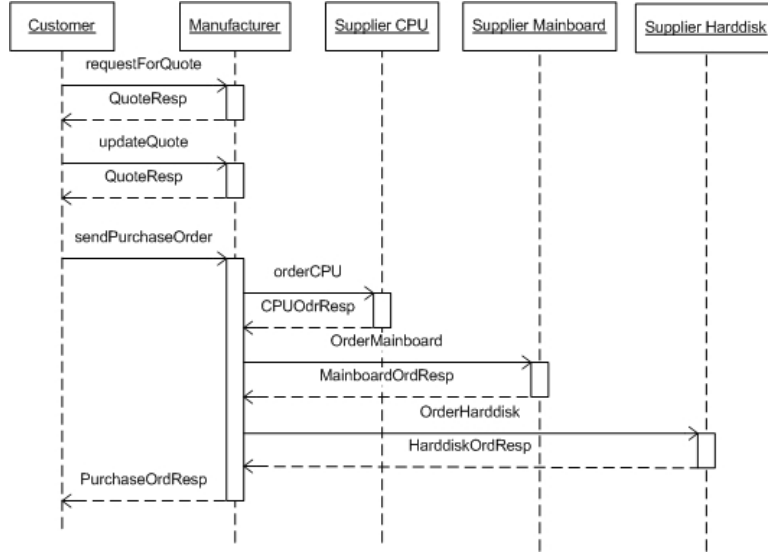 Customer
Manufacturer
Supplier CPU
Supplier Mainboard
Supplier Harddisk
requestForQuote
QuoteResp
updateQuote
QuoteResp
sendPurchaseOrder
orderCPU
CPUOdrResp
OrderMainboard
MainboardOrdResp
OrderHarddisk
HarddiskOrdResp
PurchaseOrdResp